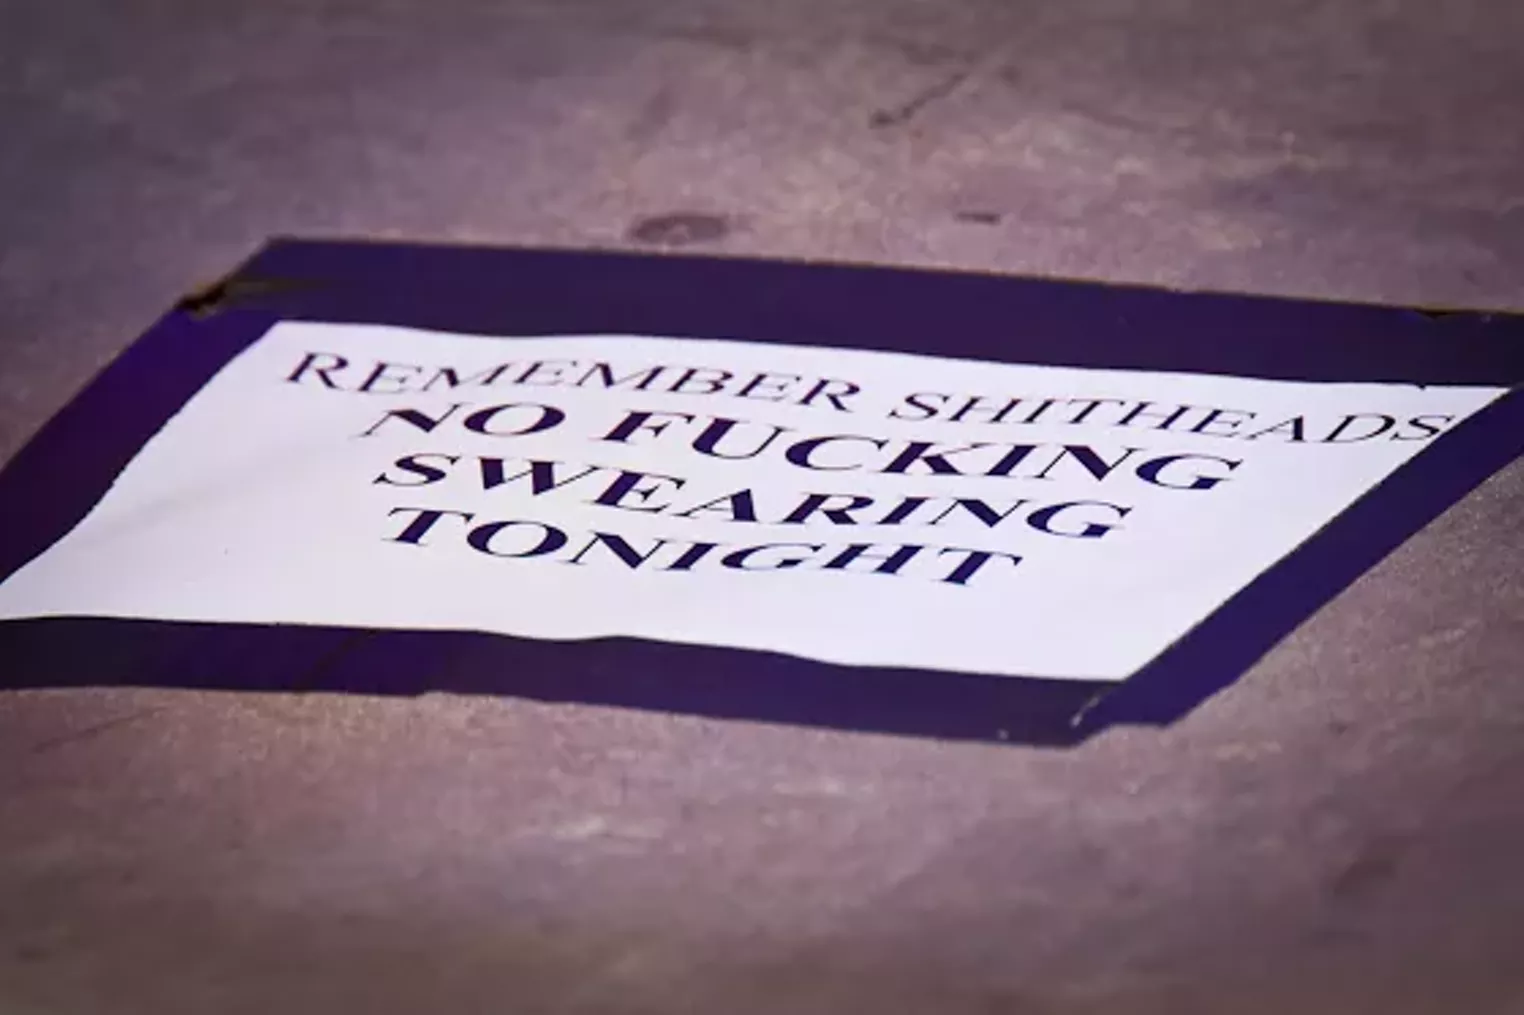 REMEMBER SHITHEADS
NO FUCKING
SWEARING
TONIGHT